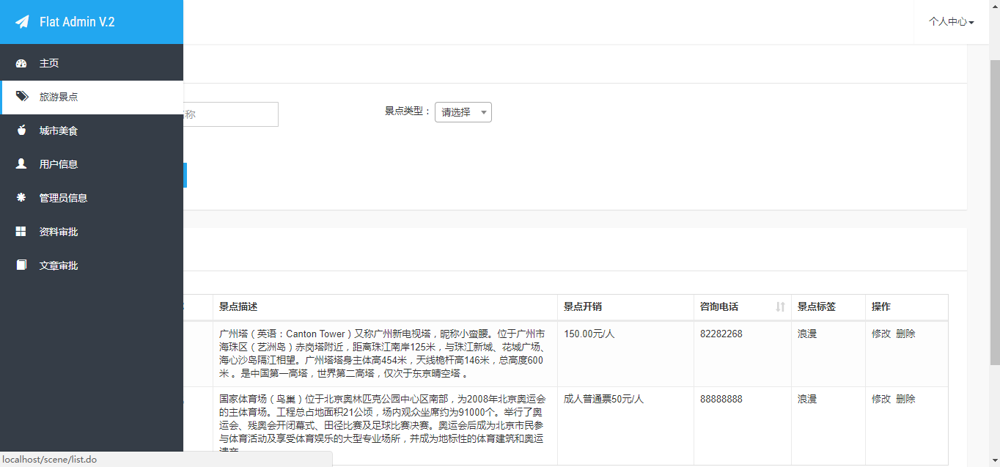 Flat Admin V.2
个人中心
主页
旅游景点
城市美食
用户信息
管理员信息
资料审批
文章审批
称
景点类型：
请选择
景点描述 景点开销 咨询电话 景点标签 操作
广州塔（英语：Canton Tower）又称广州新电视塔，昵称小蛮腰。位于广州市
海珠区（艺洲岛）赤岗塔附近，距离珠江南岸125米，与珠江新城、花城广场、
海心沙岛隔江相望。广州塔塔身主体高454米，天线桅杆高146米，总高度600
米 。是中国第一高塔，世界第二高塔，仅次于东京晴空塔 。
150.00元/人
82282268
浪漫
修改 删除
国家体育场（鸟巢）位于北京奥林匹克公园中心区南部，为2008年北京奥运会
的主体育场。工程总占地面积21公顷，场内观众坐席约为91000个。举行了奥
运会、残奥会开闭幕式、田径比赛及足球比赛决赛。奥运会后成为北京市民参
与体育活动及享受体育娱乐的大型专业场所，并成为地标性的体育建筑和奥运
遗产
成人普通票50元/人
88888888
浪漫
修改 删除
localhost/scene/list.do